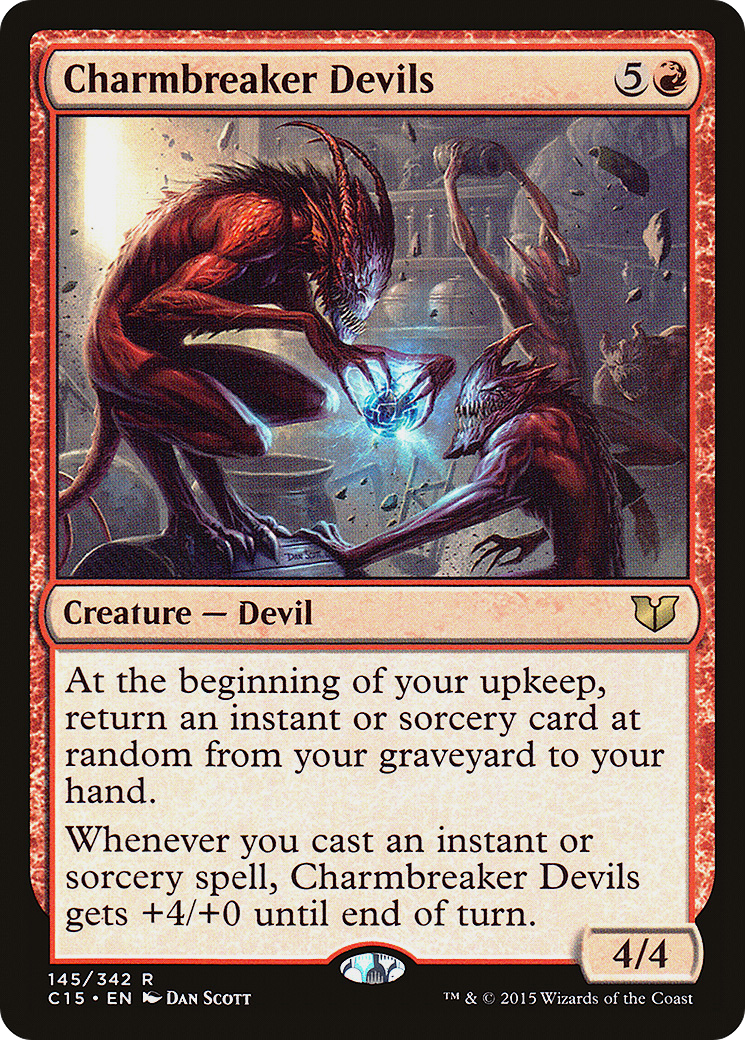 Charmbreaker Devils 5
DAN SCOTT
Creature — Devil
At the beginning of your upkeep,
return an instant or sorcery card at
random from your graveyard to your
hand.
Whenever you cast an instant or
sorcery spell, Charmbreaker Devils
gets +4/+0 until end of turn.
4/4
145/342 R
C15 • EN Dan Scott
™ & © 2015 Wizards of the Coast